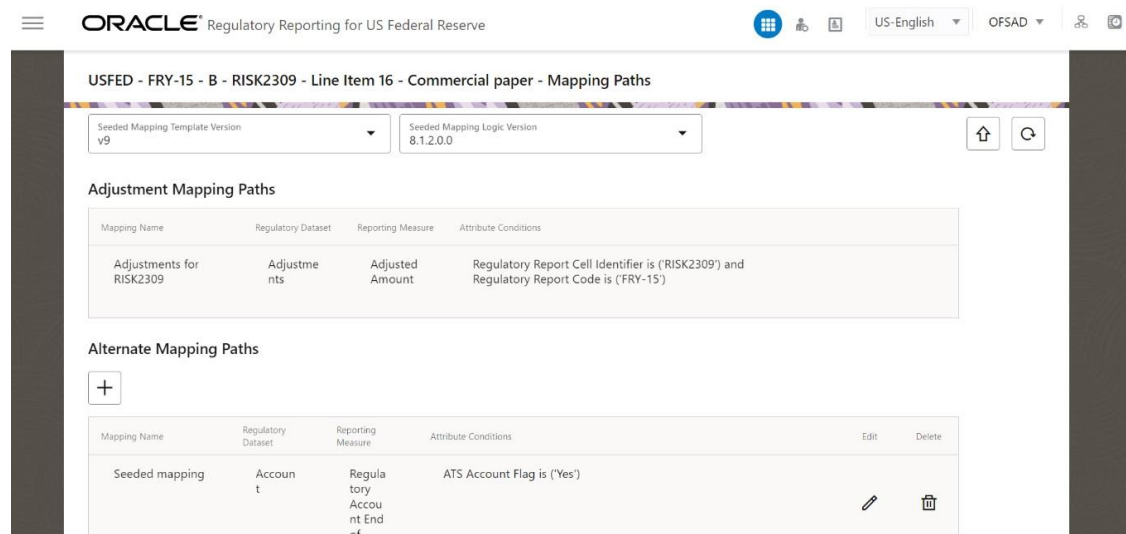 ORACLE® Regulatory Reporting for US Federal Reserve
US-English
OFSAD
USFED - FRY-15 - B - RISK2309 - Line Item 16 - Commercial paper - Mapping Paths
Seeded Mapping Template Version
v9
Seeded Mapping Logic Version
8.1.2.0.0
Adjustment Mapping Paths
Mapping Name Regulatory Dataset Reporting Measure Attribute Conditions
Adjustments for Adjustme Adjusted Regulatory Report Cell Identifier is ('RISK2309') and
RISK2309 nts Amount Regulatory Report Code is ('FRY-15')
Alternate Mapping Paths
Mapping Name Regulatory Dataset Reporting Measure Attribute Conditions Edit Delete
Seeded mapping Accoun Regula ATS Account Flag is ('Yes')
t tory
Accou
nt End
of